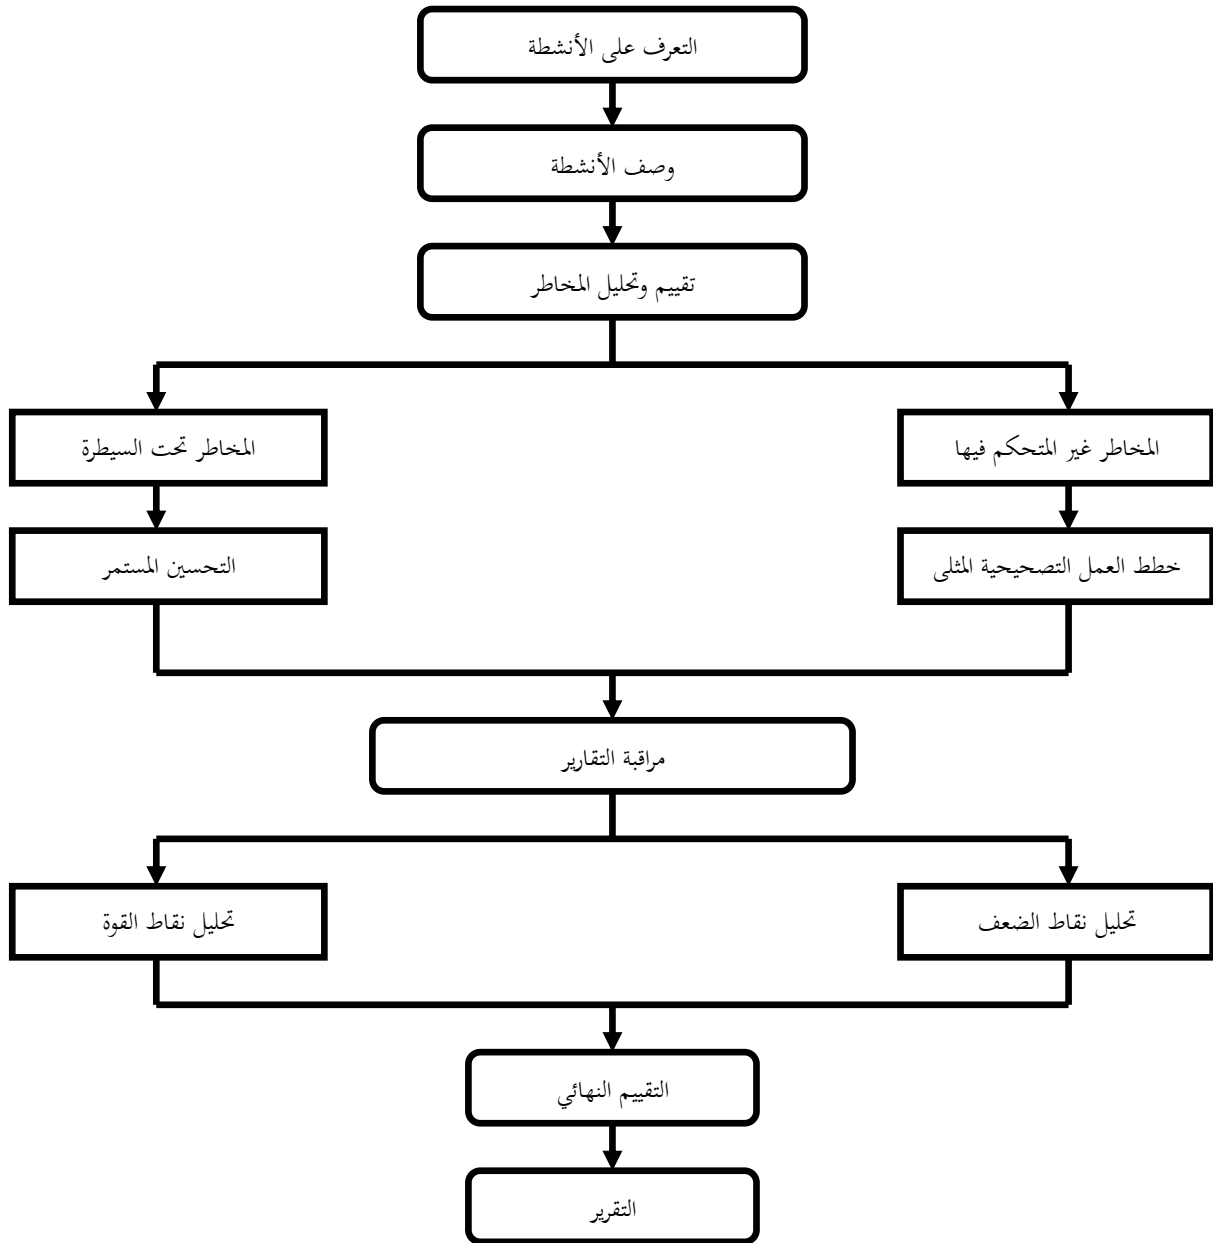 التعرف على الأنشطة
وصف الأنشطة
تقييم وتحليل المخاطر
المخاطر غير المتحكم فيها
المخاطر تحت السيطرة
خطط العمل التصحيحية المثلى
التحسين المستمر
مراقبة التقارير
تحليل نقاط الضعف
تحليل نقاط القوة
التقييم النهائي
التقرير